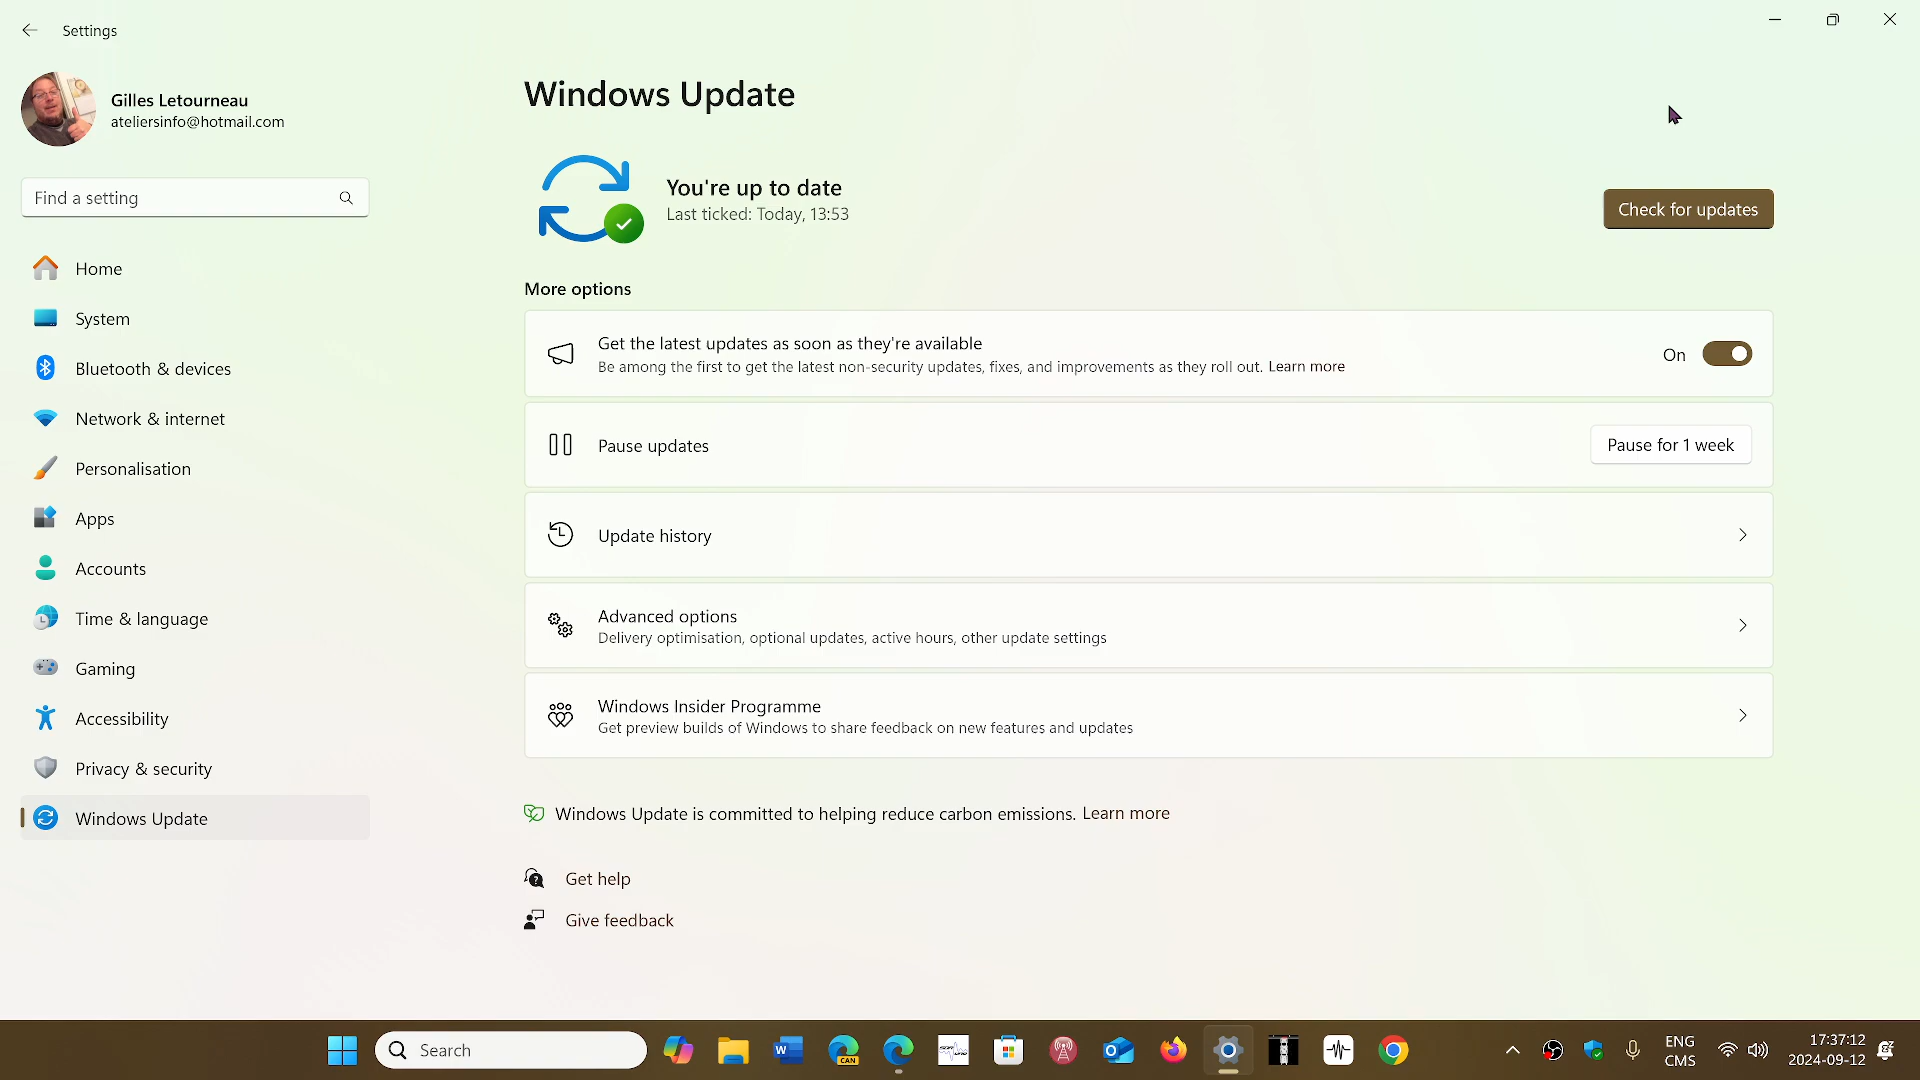 Settings
Gilles Letourneau
ateliersinfo@hotmail.com
Find a setting
Home
System
Bluetooth & devices
Network & internet
Personalisation
Apps
Accounts
Time & language
Gaming
Accessibility
Privacy & security
Windows Update
Windows Update
You're up to date
Last ticked: Today, 13:53
Check for updates
More options
Get the latest updates as soon as they're available
Be among the first to get the latest non-security updates, fixes, and improvements as they roll out. Learn more
On
Pause updates
Pause for 1 week
Update history
Advanced options
Delivery optimisation, optional updates, active hours, other update settings
Windows Insider Programme
Get preview builds of Windows to share feedback on new features and updates
Windows Update is committed to helping reduce carbon emissions. Learn more
Get help
Give feedback
Search
W
CAN
ENG
CMS
17:37:12
2024-09-12